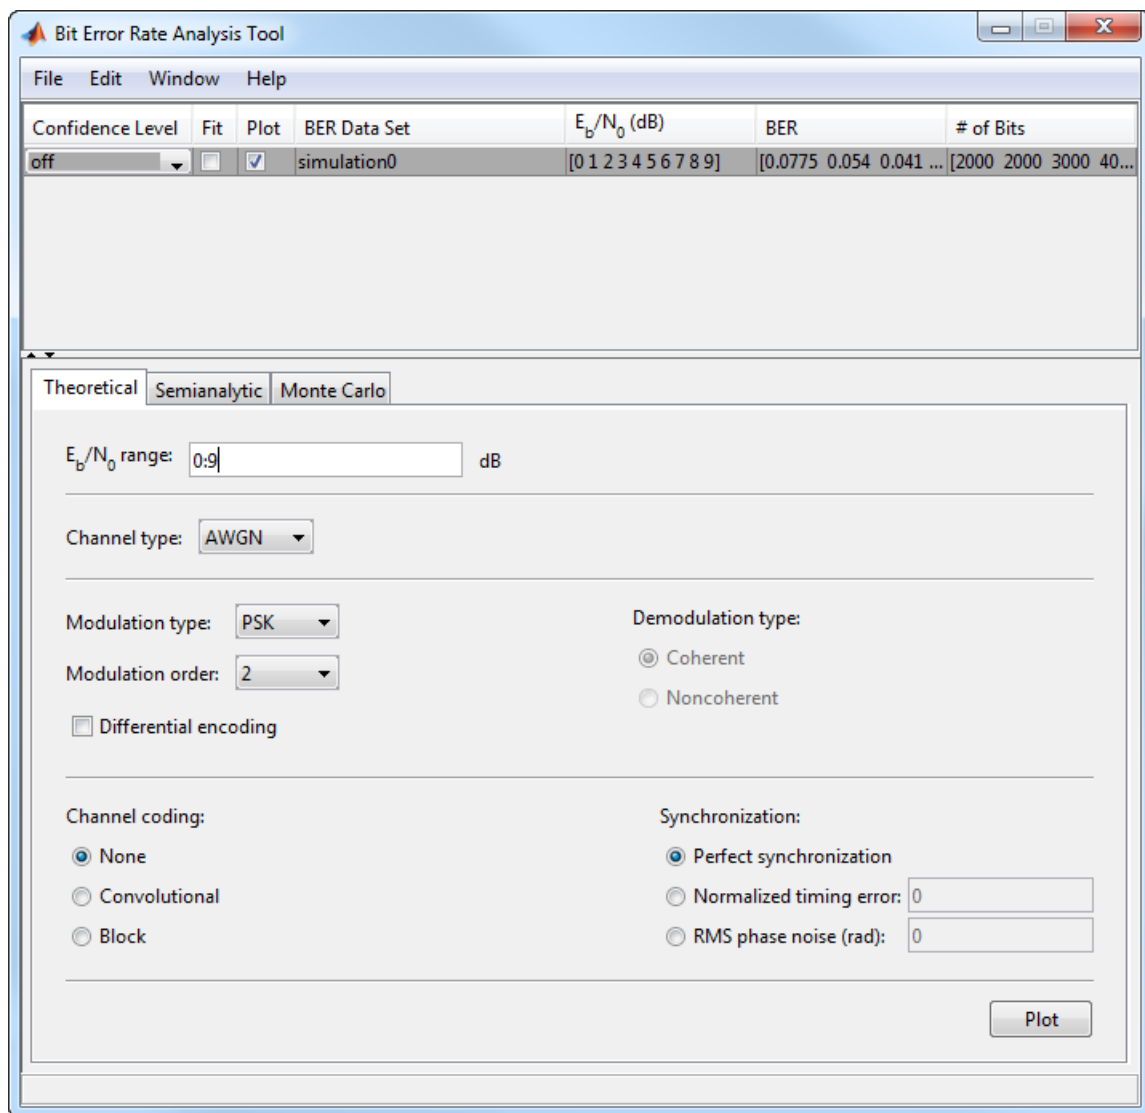 Bit Error Rate Analysis Tool
File Edit Window Help
Confidence Level Fit Plot BER Data Set E_b/N_0 (dB) BER # of Bits
off simulation0 [0 1 2 3 4 5 6 7 8 9] [0.0775 0.054 0.041 ... [2000 2000 3000 40...
Theoretical Semianalytic Monte Carlo
E_b/N_0 range: 0:9 dB
Channel type: AWGN
Modulation type: PSK Demodulation type:
Coherent
Modulation order: 2
Noncoherent
Differential encoding
Channel coding: Synchronization:
None Perfect synchronization
Convolutional Normalized timing error: 0
Block RMS phase noise (rad): 0
Plot